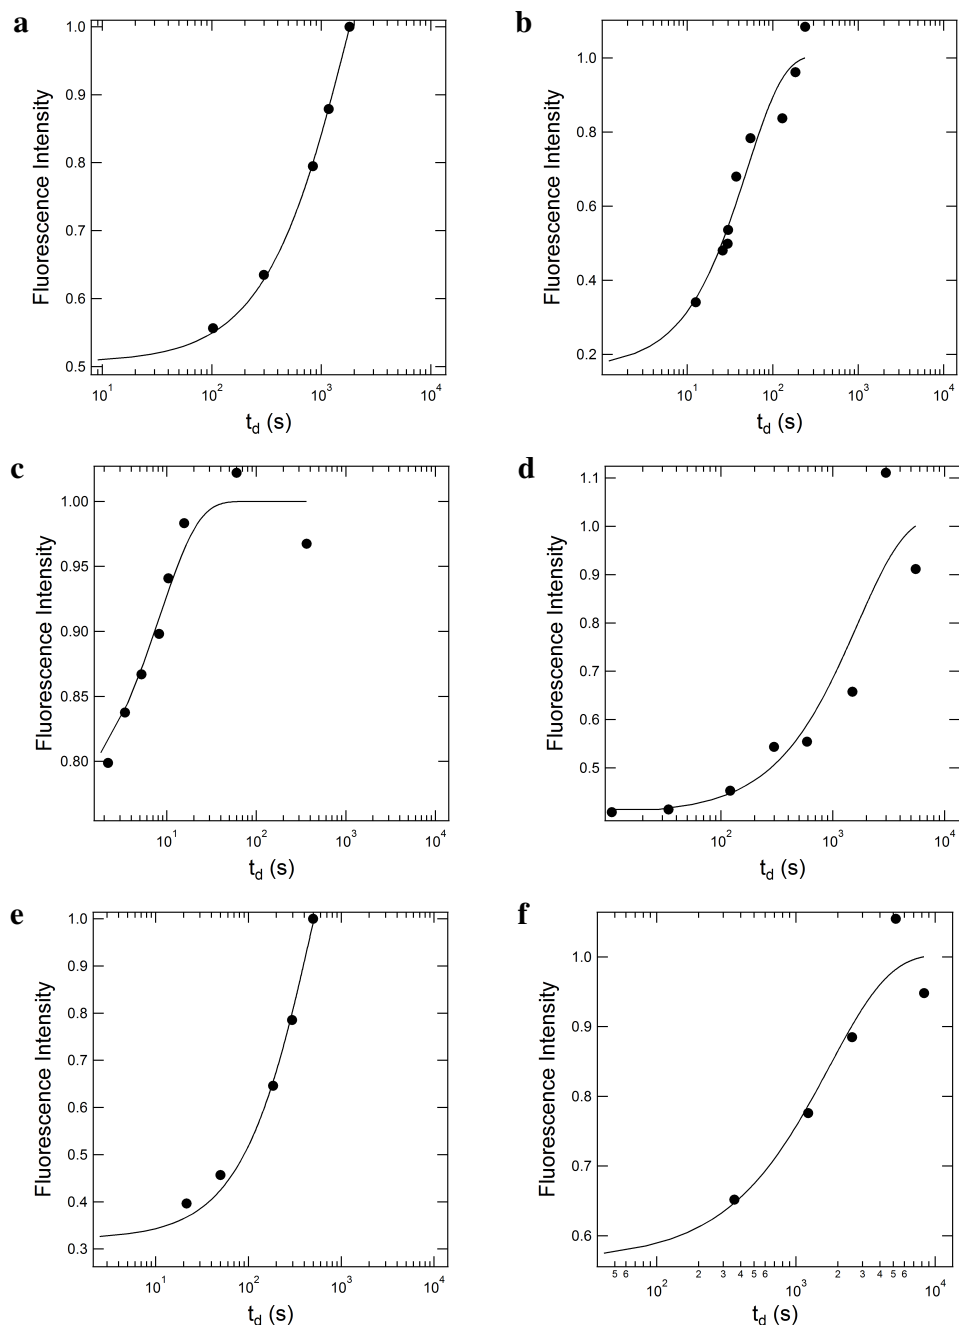 a
1.0
0.9
0.8
0.7
0.6
0.5
Fluorescence Intensity
10^1 10^2 10^3 10^4
t_d (s)
b
1.0
0.8
0.6
0.4
0.2
Fluorescence Intensity
10^1 10^2 10^3 10^4
t_d (s)
c
1.00
0.95
0.90
0.85
0.80
Fluorescence Intensity
10^1 10^2 10^3 10^4
t_d (s)
d
1.1
1.0
0.9
0.8
0.7
0.6
0.5
Fluorescence Intensity
10^2 10^3 10^4
t_d (s)
e
1.0
0.9
0.8
0.7
0.6
0.5
0.4
0.3
Fluorescence Intensity
10^1 10^2 10^3 10^4
t_d (s)
f
1.0
0.9
0.8
0.7
0.6
Fluorescence Intensity
5 6 2 3 4 5 6 2 3 4 5 6
10^2 10^3 10^4
t_d (s)